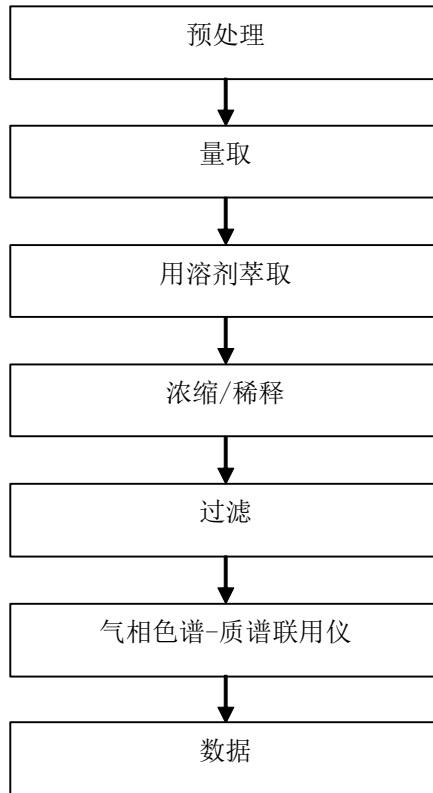 预处理
量取
用溶剂萃取
浓缩/稀释
过滤
气相色谱-质谱联用仪
数据